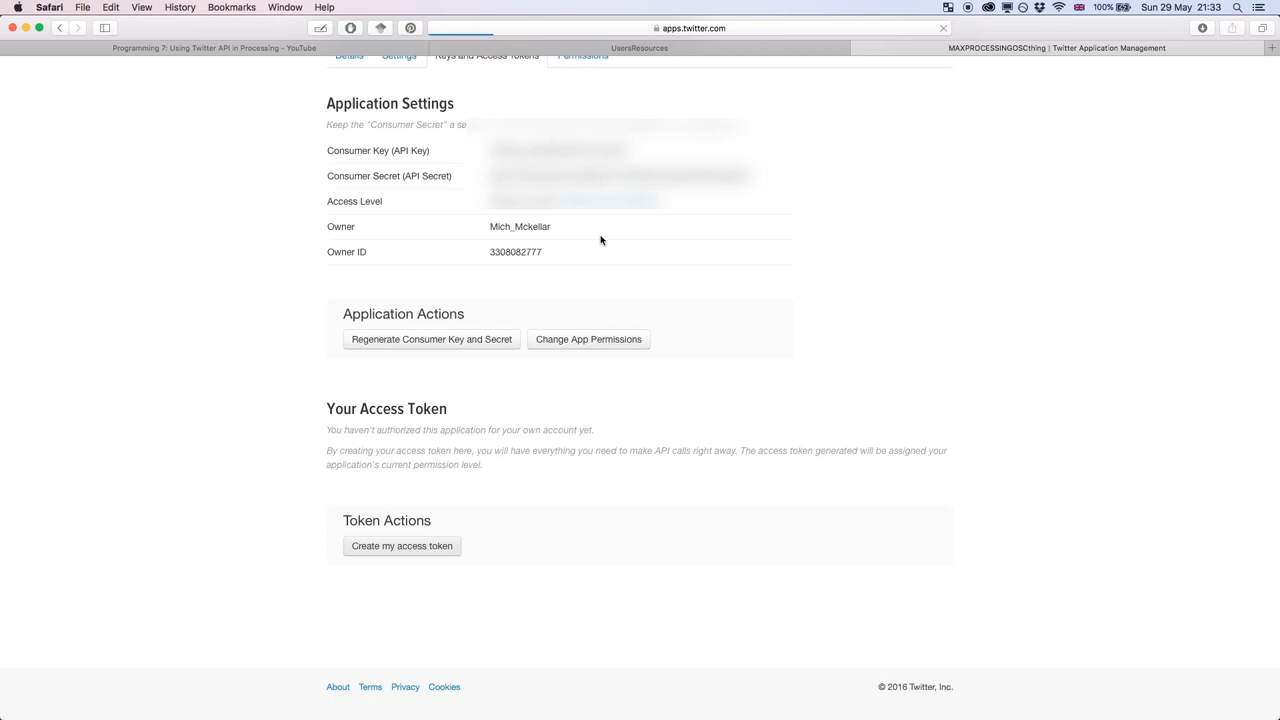 Safari File Edit View History Bookmarks Window Help 100% Sun 29 May 21:33
apps.twitter.com
Programming 7: Using Twitter API in Processing - YouTube UsersResources MAXPROCESSINGOSCthing | Twitter Application Management
Details Settings Keys and Access Tokens Permissions
Application Settings
Keep the "Consumer Secret" a se
Consumer Key (API Key)
Consumer Secret (API Secret)
Access Level
Owner Mich_Mckellar
Owner ID 3308082777
Application Actions
Regenerate Consumer Key and Secret Change App Permissions
Your Access Token
You haven't authorized this application for your own account yet.
By creating your access token here, you will have everything you need to make API calls right away. The access token generated will be assigned your
application's current permission level.
Token Actions
Create my access token
About Terms Privacy Cookies © 2016 Twitter, Inc.